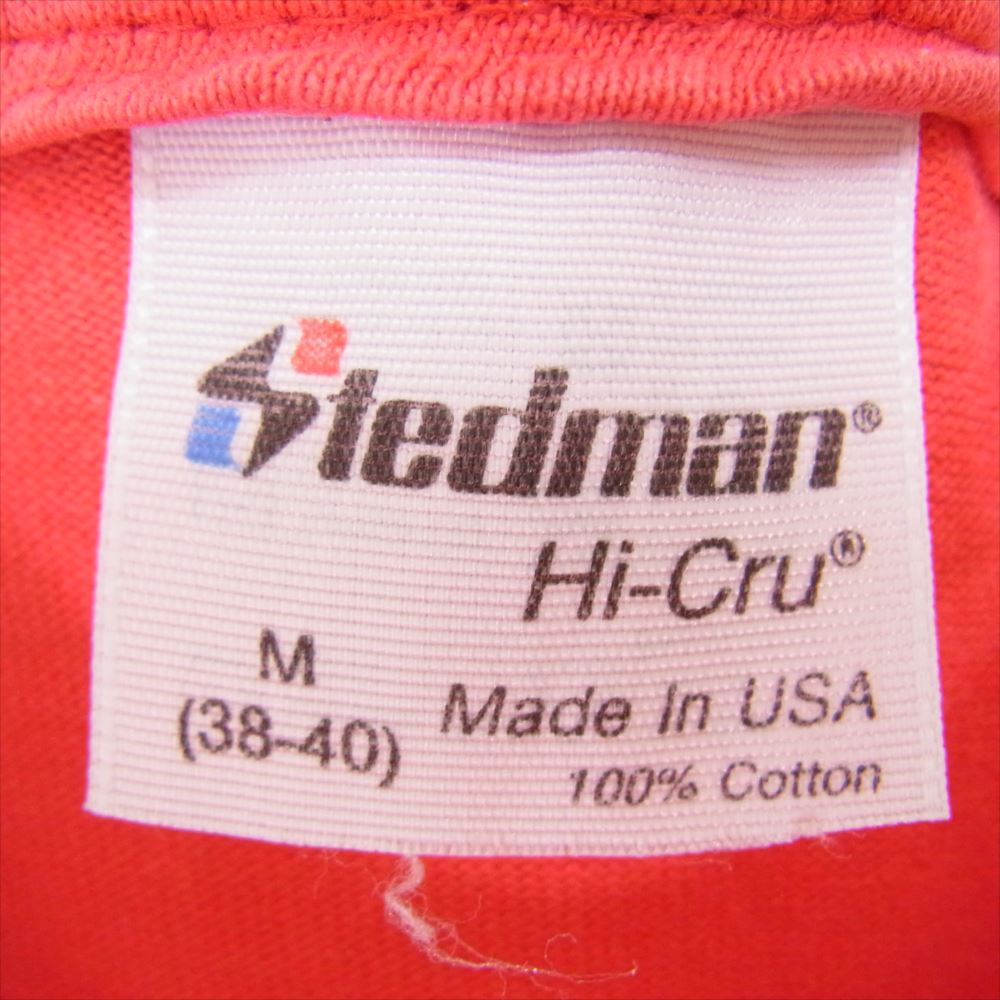 Stedman®
Hi-Cru®
M
(38-40)
Made In USA
100% Cotton